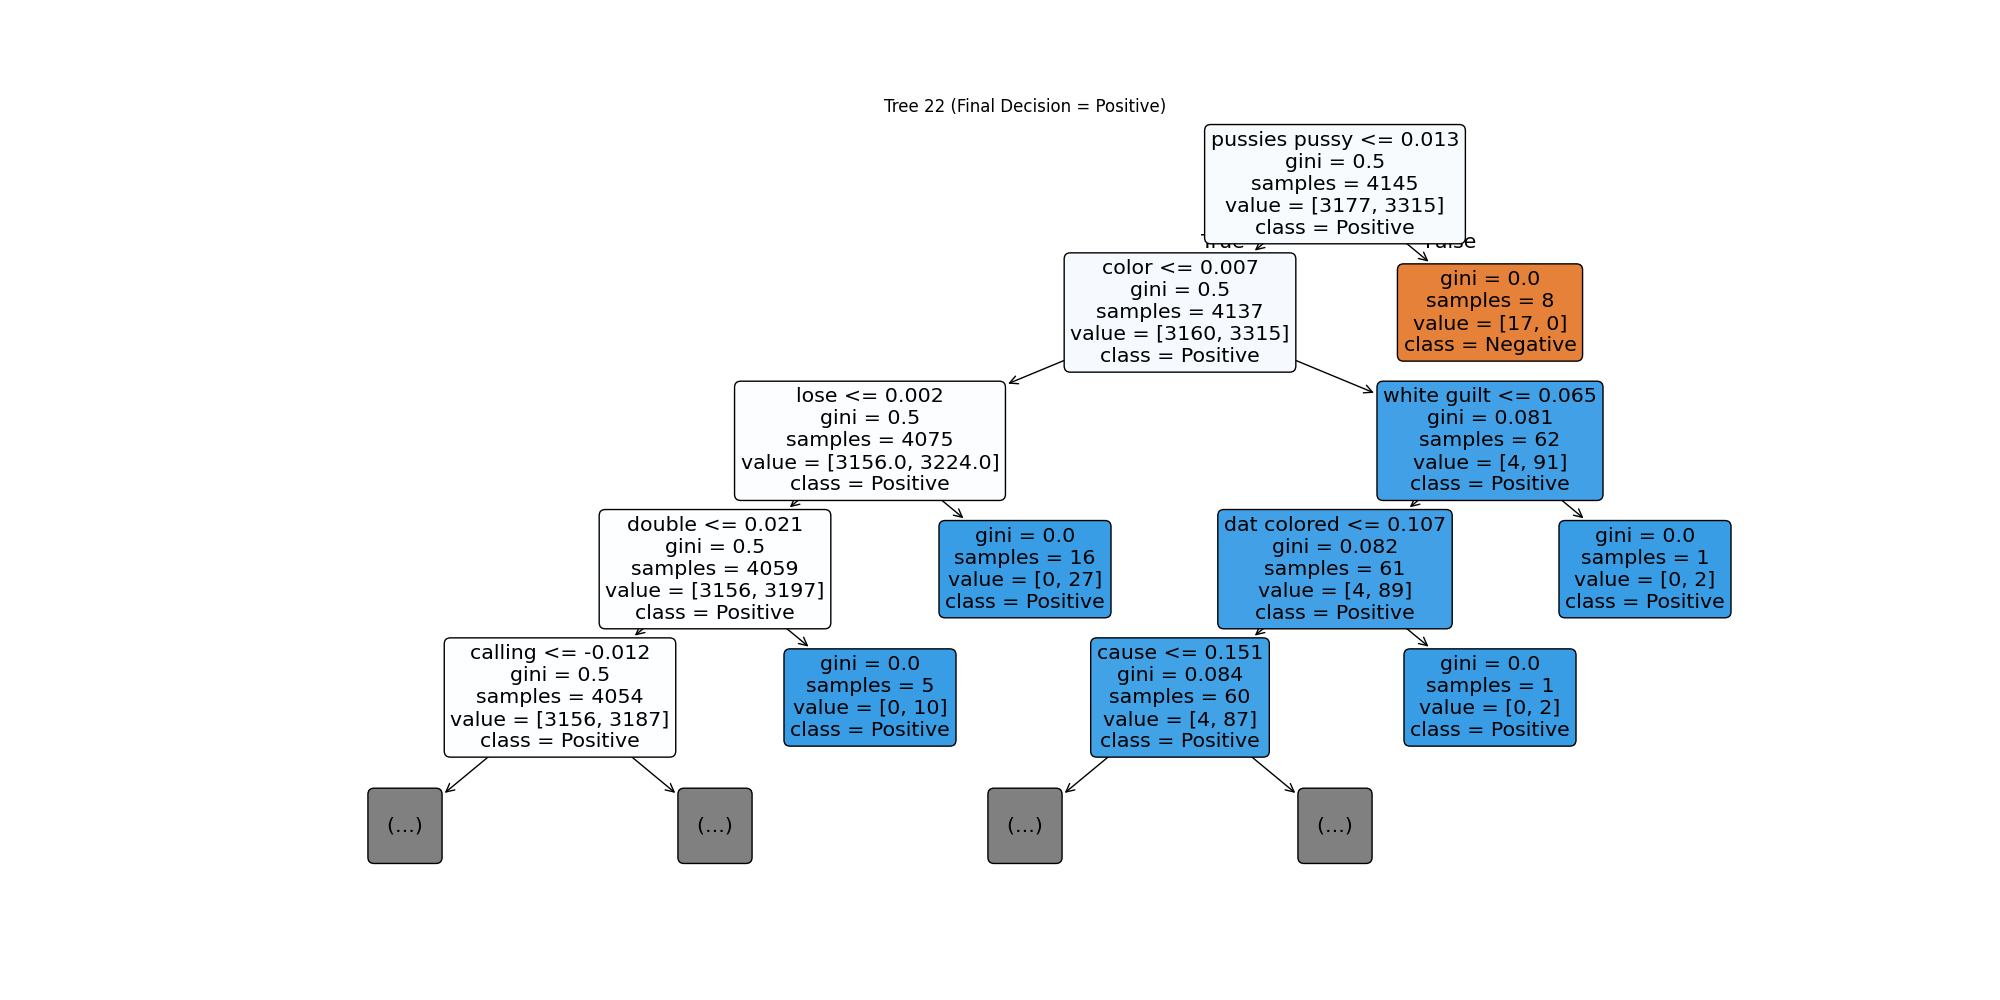 Tree 22 (Final Decision = Positive)
pussies pussy <= 0.013
gini = 0.5
samples = 4145
value = [3177, 3315]
class = Positive
True
False
color <= 0.007
gini = 0.5
samples = 4137
value = [3160, 3315]
class = Positive
gini = 0.0
samples = 8
value = [17, 0]
class = Negative
lose <= 0.002
gini = 0.5
samples = 4075
value = [3156.0, 3224.0]
class = Positive
white guilt <= 0.065
gini = 0.081
samples = 62
value = [4, 91]
class = Positive
double <= 0.021
gini = 0.5
samples = 4059
value = [3156, 3197]
class = Positive
gini = 0.0
samples = 16
value = [0, 27]
class = Positive
dat colored <= 0.107
gini = 0.082
samples = 61
value = [4, 89]
class = Positive
gini = 0.0
samples = 1
value = [0, 2]
class = Positive
calling <= -0.012
gini = 0.5
samples = 4054
value = [3156, 3187]
class = Positive
gini = 0.0
samples = 5
value = [0, 10]
class = Positive
cause <= 0.151
gini = 0.084
samples = 60
value = [4, 87]
class = Positive
gini = 0.0
samples = 1
value = [0, 2]
class = Positive
(...)
(...)
(...)
(...)